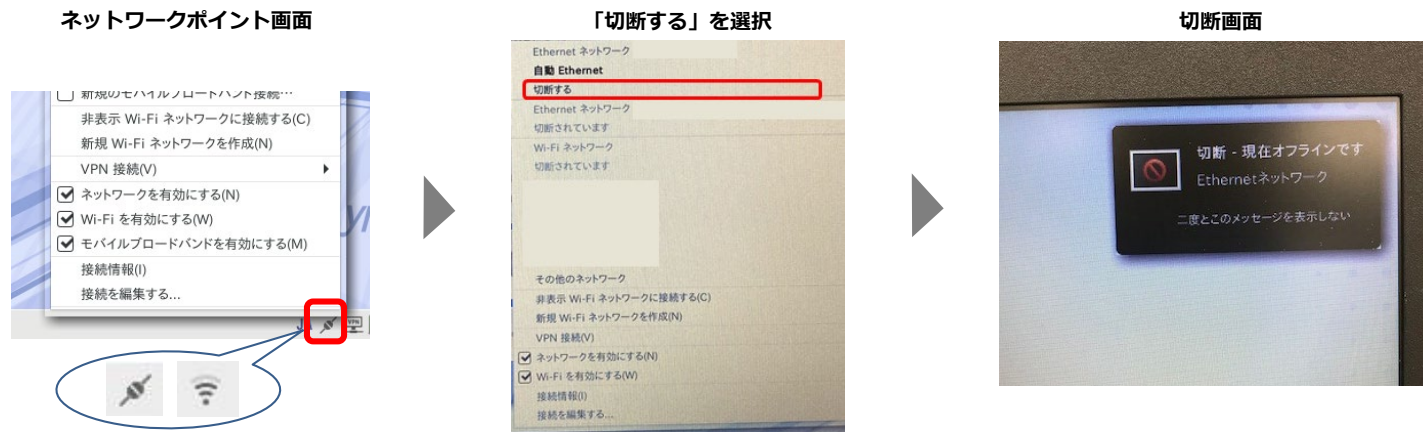 ネットワークポイント画面
新規のモバイルブロードバンド接続…
非表示 Wi-Fi ネットワークに接続する(C)
新規 Wi-Fi ネットワークを作成(N)
VPN 接続(V)
ネットワークを有効にする(N)
Wi-Fi を有効にする(W)
モバイルブロードバンドを有効にする(M)
接続情報(I)
接続を編集する...
「切断する」を選択
Ethernet ネットワーク
自動 Ethernet
切断する
Ethernet ネットワーク
切断されています
Wi-Fi ネットワーク
切断されています
その他のネットワーク
非表示 Wi-Fi ネットワークに接続する(C)
新規 Wi-Fi ネットワークを作成(N)
VPN 接続(V)
ネットワークを有効にする(N)
Wi-Fi を有効にする(W)
接続情報(I)
接続を編集する...
切断画面
切断 - 現在オフラインです
Ethernetネットワーク
二度とこのメッセージを表示しない